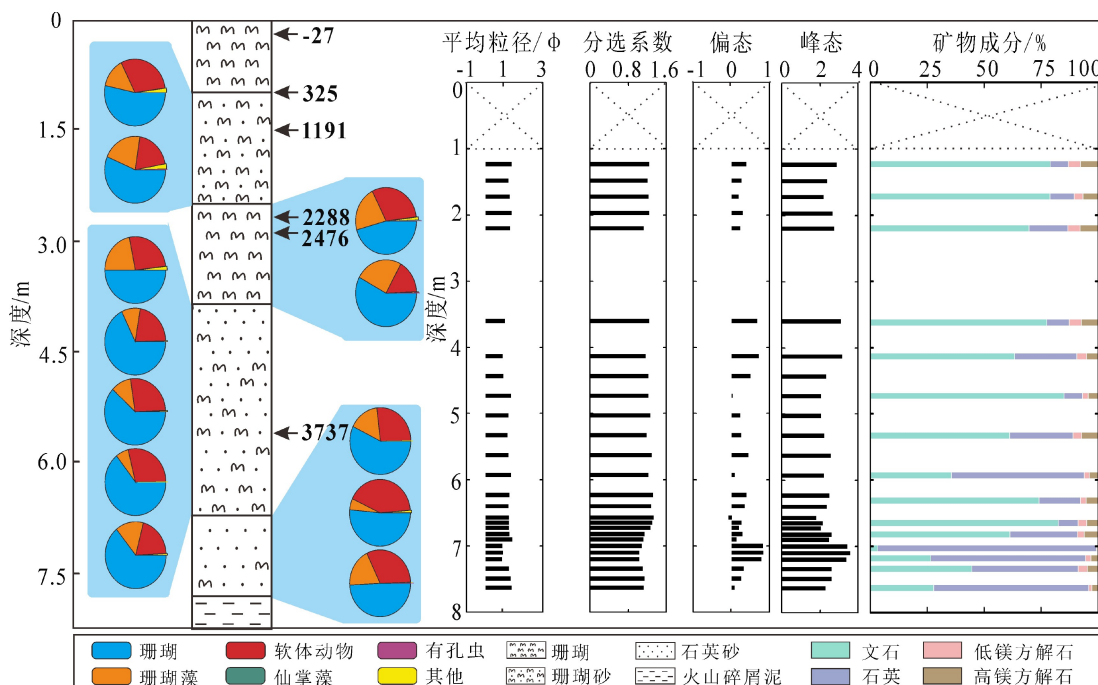 0
1.5
3.0
4.5
6.0
7.5
深度/m
-27
325
1191
2288
2476
3737
平均粒径/Φ
-1 1 3
分选系数
0 0.8 1.6
偏态
-1 0 1
峰态
0 2 4
矿物成分/%
0 25 75 100
深度/m
0
1
2
3
4
5
6
7
8
珊瑚 软体动物 有孔虫 珊瑚 石英砂 文石 低镁方解石
珊瑚藻 仙掌藻 其他 珊瑚砂 火山碎屑泥 石英 高镁方解石